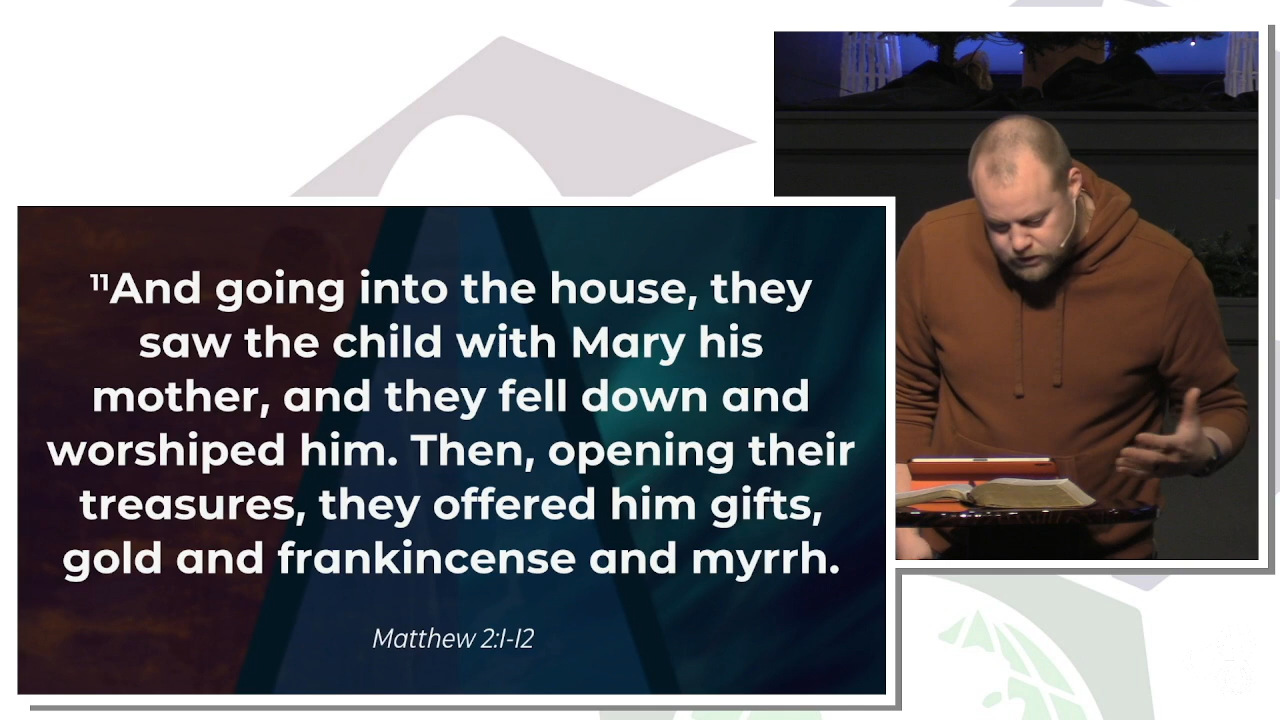 ¹¹And going into the house, they
saw the child with Mary his
mother, and they fell down and
worshiped him. Then, opening their
treasures, they offered him gifts,
gold and frankincense and myrrh.
Matthew 2:1-12